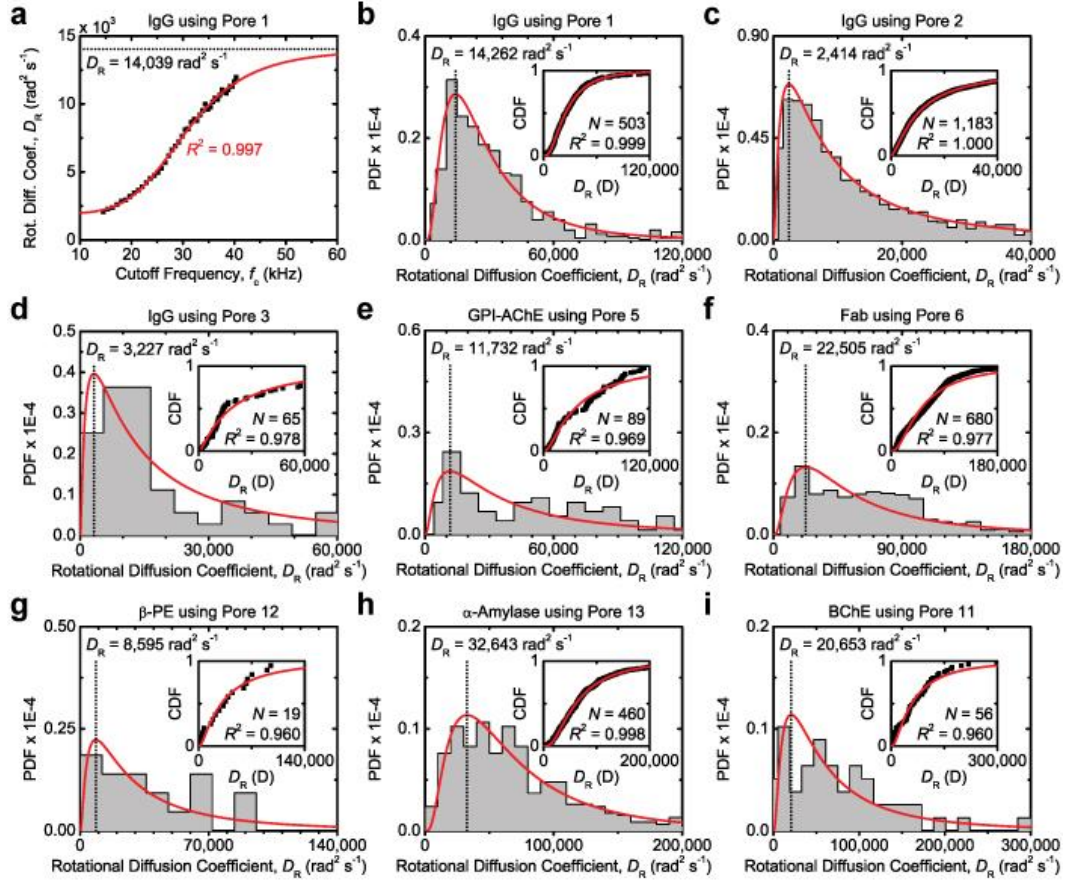 a
IgG using Pore 1
15 x 10³
12
9
6
3
0
10 20 30 40 50 60
Rot. Diff. Coef., D_R (rad² s⁻¹)
Cutoff Frequency, f_c (kHz)
D_R = 14,039 rad² s⁻¹
R² = 0.997
b
IgG using Pore 1
D_R = 14,262 rad² s⁻¹
0.4
0.3
0.2
0.1
0.0
PDF x 1E-4
0 60,000 120,000
Rotational Diffusion Coefficient, D_R (rad² s⁻¹)
1
CDF
0
N = 503
R² = 0.999
0 120,000
D_R (D)
c
IgG using Pore 2
D_R = 2,414 rad² s⁻¹
0.90
0.45
0.00
PDF x 1E-4
0 20,000 40,000
Rotational Diffusion Coefficient, D_R (rad² s⁻¹)
1
CDF
0
N = 1,183
R² = 1.000
0 40,000
D_R (D)
d
IgG using Pore 3
D_R = 3,227 rad² s⁻¹
0.5
0.4
0.3
0.2
0.1
0.0
PDF x 1E-4
0 30,000 60,000
Rotational Diffusion Coefficient, D_R (rad² s⁻¹)
1
CDF
0
N = 65
R² = 0.978
0 60,000
D_R (D)
e
GPI-AChE using Pore 5
D_R = 11,732 rad² s⁻¹
0.6
0.3
0.0
PDF x 1E-4
0 60,000 120,000
Rotational Diffusion Coefficient, D_R (rad² s⁻¹)
1
CDF
0
N = 89
R² = 0.969
0 120,000
D_R (D)
f
Fab using Pore 6
D_R = 22,505 rad² s⁻¹
0.4
0.3
0.2
0.1
0.0
PDF x 1E-4
0 90,000 180,000
Rotational Diffusion Coefficient, D_R (rad² s⁻¹)
1
CDF
0
N = 680
R² = 0.977
0 180,000
D_R (D)
g
β-PE using Pore 12
D_R = 8,595 rad² s⁻¹
0.50
0.25
0.00
PDF x 1E-4
0 70,000 140,000
Rotational Diffusion Coefficient, D_R (rad² s⁻¹)
1
CDF
0
N = 19
R² = 0.960
0 140,000
D_R (D)
h
α-Amylase using Pore 13
D_R = 32,643 rad² s⁻¹
0.2
0.1
0.0
PDF x 1E-4
0 100,000 200,000
Rotational Diffusion Coefficient, D_R (rad² s⁻¹)
1
CDF
0
N = 460
R² = 0.998
0 200,000
D_R (D)
i
BChE using Pore 11
D_R = 20,653 rad² s⁻¹
0.2
0.1
0.0
PDF x 1E-4
0 100,000 200,000 300,000
Rotational Diffusion Coefficient, D_R (rad² s⁻¹)
1
CDF
0
N = 56
R² = 0.960
0 300,000
D_R (D)